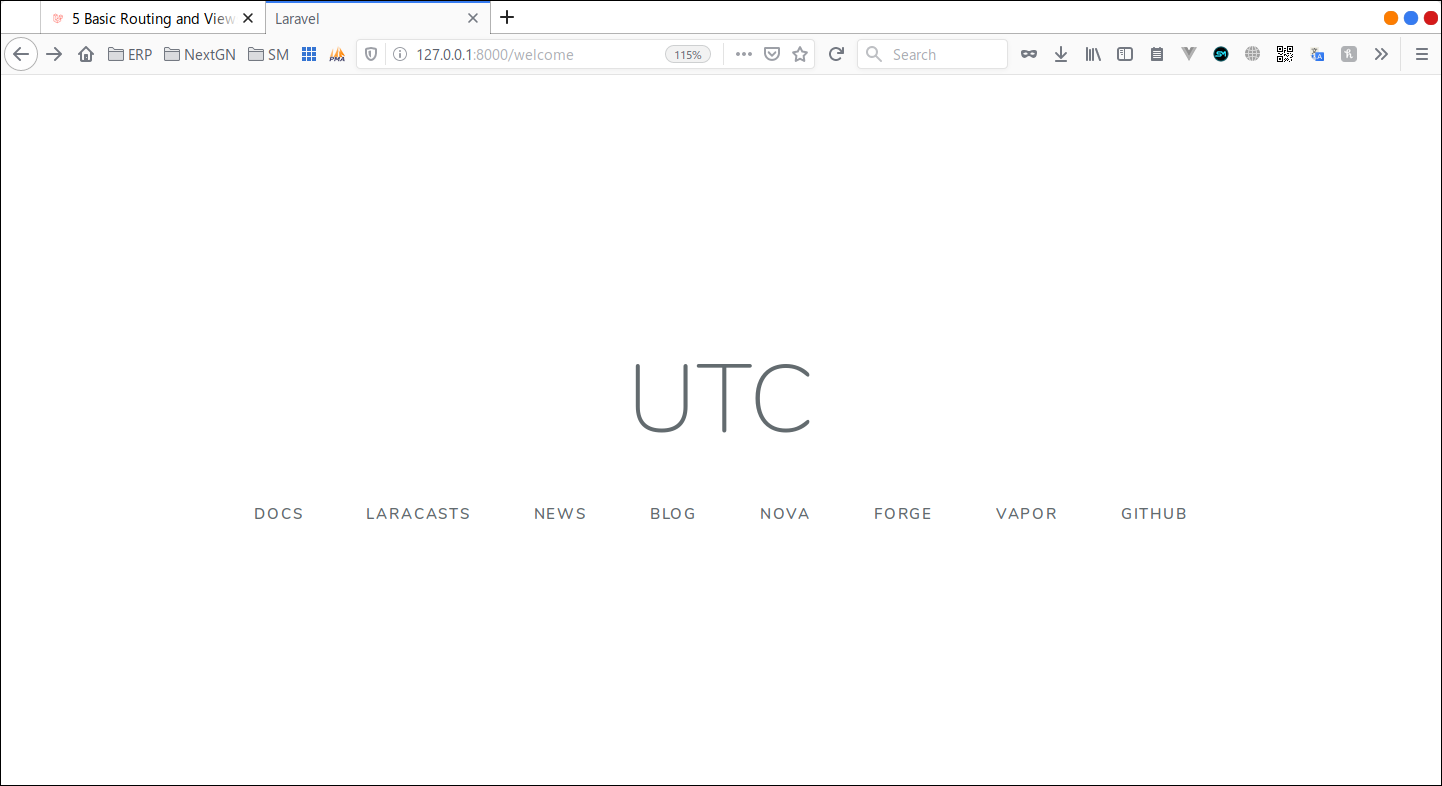 5 Basic Routing and View
Laravel
ERP NextGN SM PMA 127.0.0.1:8000/welcome 115% Search
UTC
DOCS LARACASTS NEWS BLOG NOVA FORGE VAPOR GITHUB